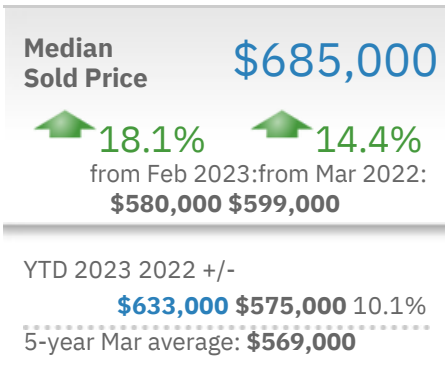 Median
Sold Price
$685,000
18.1% 14.4%
from Feb 2023:from Mar 2022:
$580,000 $599,000
YTD 2023 2022 +/-
$633,000 $575,000 10.1%
5-year Mar average: $569,000